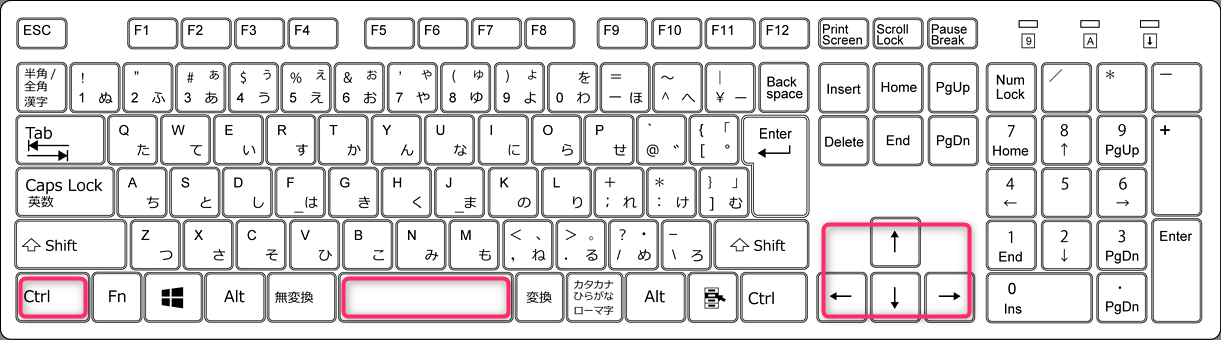 ESC F1 F2 F3 F4 F5 F6 F7 F8 F9 F10 F11 F12 Print Screen Scroll Lock Pause Break 9 A ↓
半角/全角 漢字 ! 1 ぬ " 2 ふ # ぁ 3 あ $ ぅ 4 う % ぇ 5 え & ぉ 6 お ' ゃ 7 や ( ゅ 8 ゆ ) ょ 9 よ を 0 わ = ー ほ ～ ^ へ | ¥ ー Back space Insert Home PgUp Num Lock ／ ＊ －
Tab Q た W て E い R す T か Y ん U な I に O ら P せ ` @ ゛ { 「 [ ° Enter Delete End PgDn 7 Home 8 ↑ 9 PgUp +
Caps Lock 英数 A ち S と D し F _は G き H く J _ま K の L り + ; れ * : け } 」 ] む 4 ← 5 6 →
Shift Z つ X さ C そ V ひ B こ N み M も < 、 , ね > 。 . る ? ・ / め _ \ ろ Shift ↑ 1 End 2 ↓ 3 PgDn Enter
Ctrl Fn Alt 無変換 変換 カタカナ ひらがな ローマ字 Alt Ctrl ← ↓ → 0 Ins . PgDn